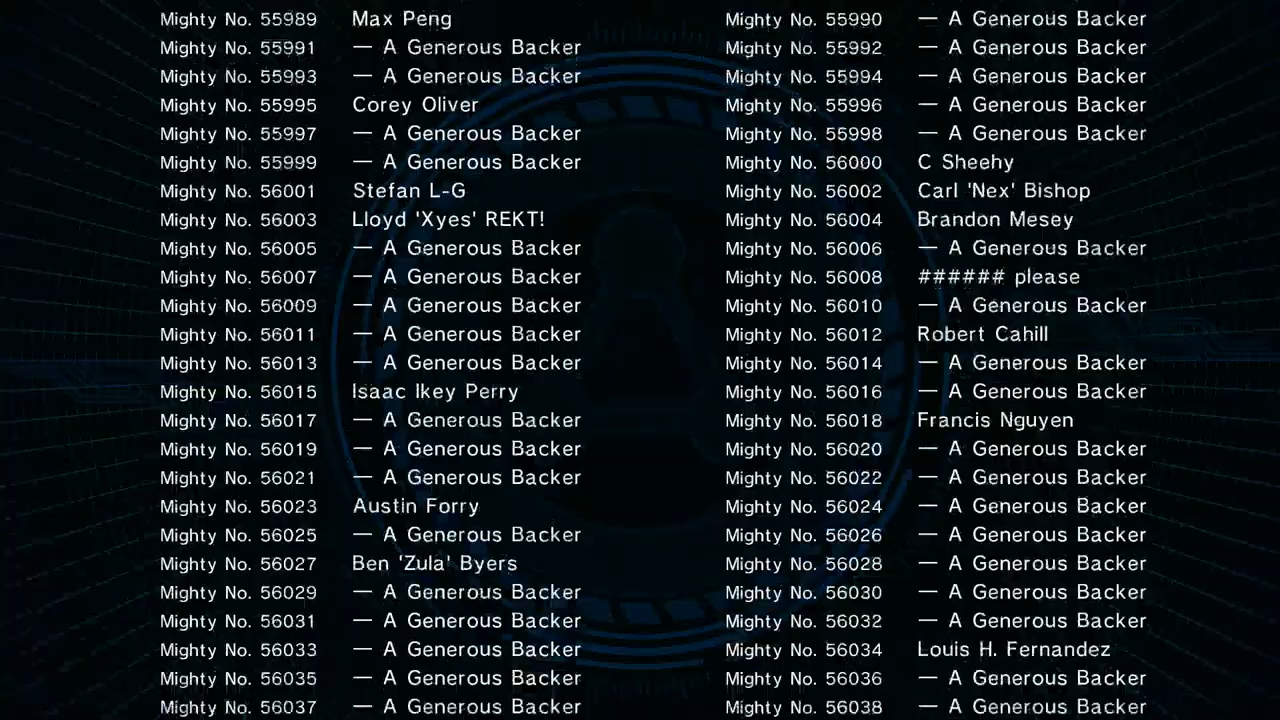 Mighty No. 55989 Max Peng Mighty No. 55990 — A Generous Backer
Mighty No. 55991 — A Generous Backer Mighty No. 55992 — A Generous Backer
Mighty No. 55993 — A Generous Backer Mighty No. 55994 — A Generous Backer
Mighty No. 55995 Corey Oliver Mighty No. 55996 — A Generous Backer
Mighty No. 55997 — A Generous Backer Mighty No. 55998 — A Generous Backer
Mighty No. 55999 — A Generous Backer Mighty No. 56000 C Sheehy
Mighty No. 56001 Stefan L-G Mighty No. 56002 Carl 'Nex' Bishop
Mighty No. 56003 Lloyd 'Xyes' REKT! Mighty No. 56004 Brandon Mesey
Mighty No. 56005 — A Generous Backer Mighty No. 56006 — A Generous Backer
Mighty No. 56007 — A Generous Backer Mighty No. 56008 ###### please
Mighty No. 56009 — A Generous Backer Mighty No. 56010 — A Generous Backer
Mighty No. 56011 — A Generous Backer Mighty No. 56012 Robert Cahill
Mighty No. 56013 — A Generous Backer Mighty No. 56014 — A Generous Backer
Mighty No. 56015 Isaac Ikey Perry Mighty No. 56016 — A Generous Backer
Mighty No. 56017 — A Generous Backer Mighty No. 56018 Francis Nguyen
Mighty No. 56019 — A Generous Backer Mighty No. 56020 — A Generous Backer
Mighty No. 56021 — A Generous Backer Mighty No. 56022 — A Generous Backer
Mighty No. 56023 Austin Forry Mighty No. 56024 — A Generous Backer
Mighty No. 56025 — A Generous Backer Mighty No. 56026 — A Generous Backer
Mighty No. 56027 Ben 'Zula' Byers Mighty No. 56028 — A Generous Backer
Mighty No. 56029 — A Generous Backer Mighty No. 56030 — A Generous Backer
Mighty No. 56031 — A Generous Backer Mighty No. 56032 — A Generous Backer
Mighty No. 56033 — A Generous Backer Mighty No. 56034 Louis H. Fernandez
Mighty No. 56035 — A Generous Backer Mighty No. 56036 — A Generous Backer
Mighty No. 56037 — A Generous Backer Mighty No. 56038 — A Generous Backer